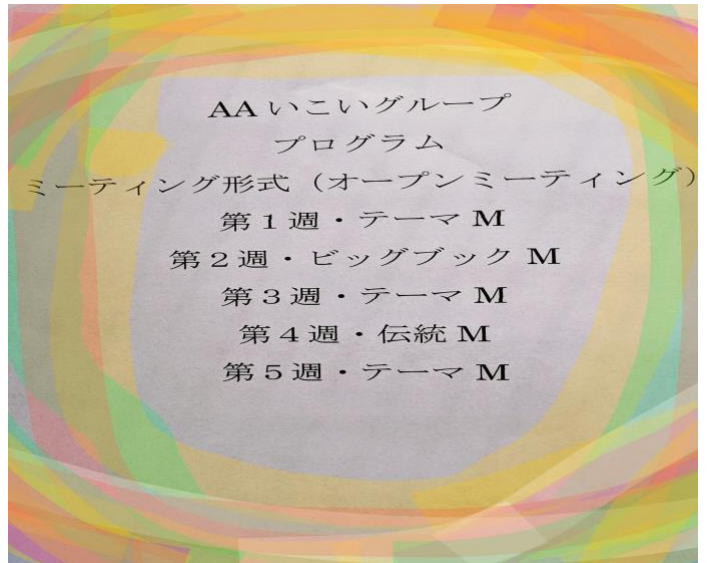 AA いこいグループ
プログラム
ミーティング形式（オープンミーティング）
第１週・テーマ M
第２週・ビッグブック M
第３週・テーマ M
第４週・伝統 M
第５週・テーマ M